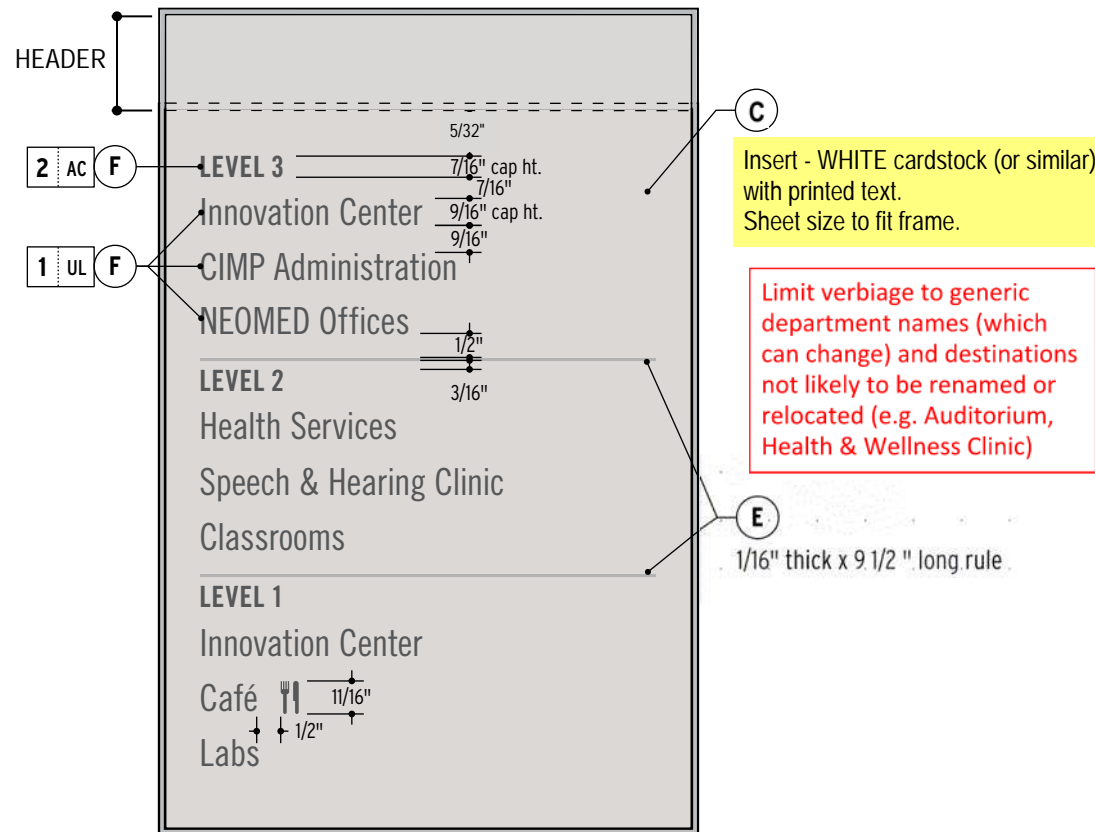 HEADER
5/32"
C
2 AC F
LEVEL 3
7/16" cap ht.
7/16"
Innovation Center
9/16" cap ht.
9/16"
1 UL F
CIMP Administration
NEOMED Offices
1/2"
LEVEL 2
3/16"
Health Services
Speech & Hearing Clinic
Classrooms
LEVEL 1
Innovation Center
Café
11/16"
1/2"
Labs
Insert - WHITE cardstock (or similar)
with printed text.
Sheet size to fit frame.
Limit verbiage to generic
department names (which
can change) and destinations
not likely to be renamed or
relocated (e.g. Auditorium,
Health & Wellness Clinic)
E
1/16" thick x 9 1/2 " long rule